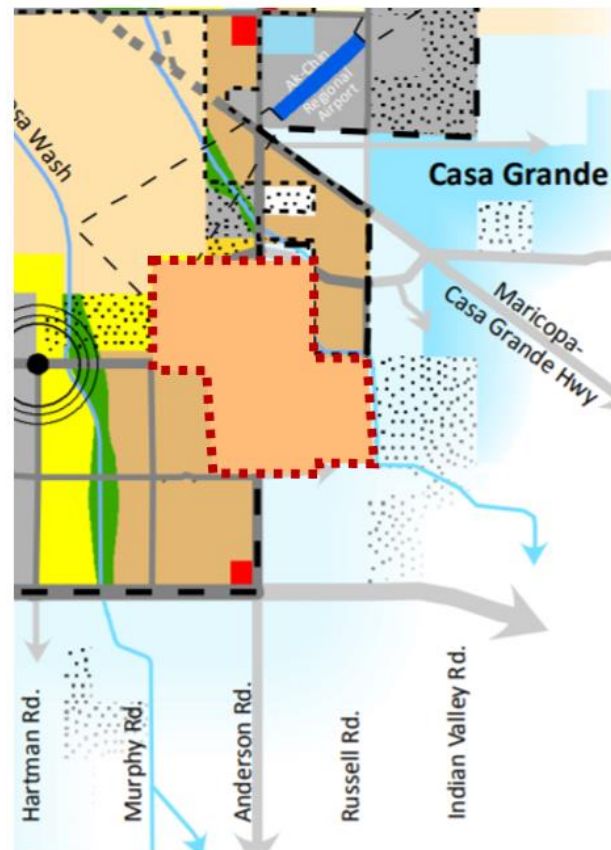 Ak-Chin
Regional
Airport
Wash
Casa Grande
Maricopa-
Casa Grande Hwy
Hartman Rd.
Murphy Rd.
Anderson Rd.
Russell Rd.
Indian Valley Rd.